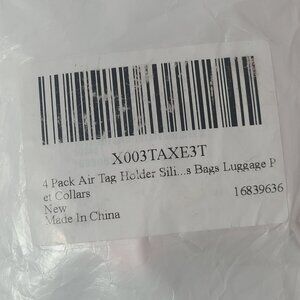 X003TAXE3T
4 Pack Air Tag Holder Sili...s Bags Luggage P
et Collars
New
16839636
Made In China